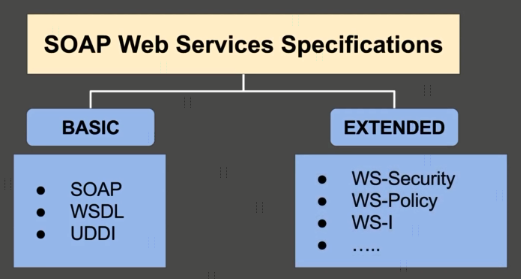 SOAP Web Services Specifications
BASIC
SOAP
WSDL
UDDI
EXTENDED
WS-Security
WS-Policy
WS-I
.....